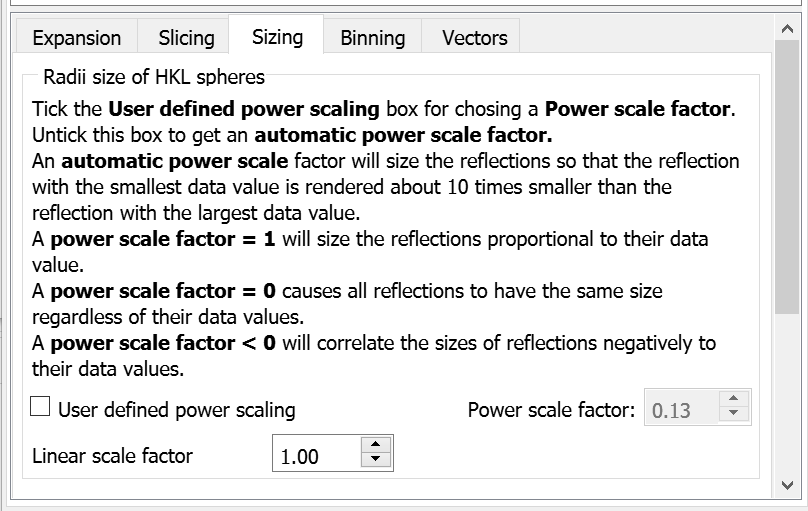 Expansion Slicing Sizing Binning Vectors
Radii size of HKL spheres
Tick the User defined power scaling box for chosing a Power scale factor.
Untick this box to get an automatic power scale factor.
An automatic power scale factor will size the reflections so that the reflection
with the smallest data value is rendered about 10 times smaller than the
reflection with the largest data value.
A power scale factor = 1 will size the reflections proportional to their data
value.
A power scale factor = 0 causes all reflections to have the same size
regardless of their data values.
A power scale factor < 0 will correlate the sizes of reflections negatively to
their data values.
User defined power scaling Power scale factor: 0.13
Linear scale factor 1.00